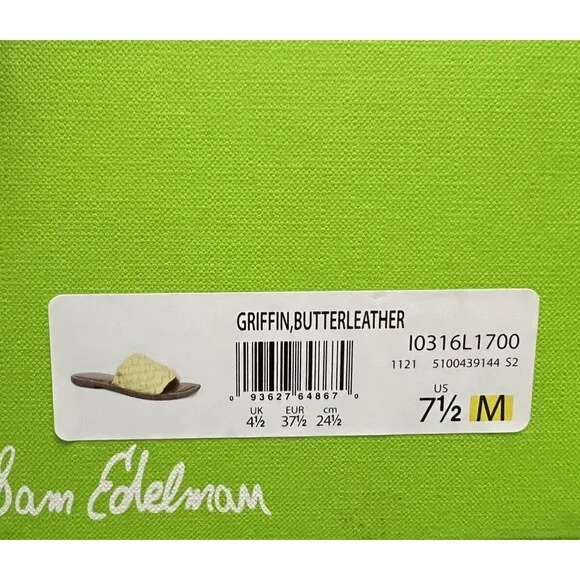 GRIFFIN,BUTTERLEATHER
I0316L1700
1121 5100439144 S2
0 93627 64867 0
UK EUR cm
4½ 37½ 24½
US
7½ M
Sam Edelman